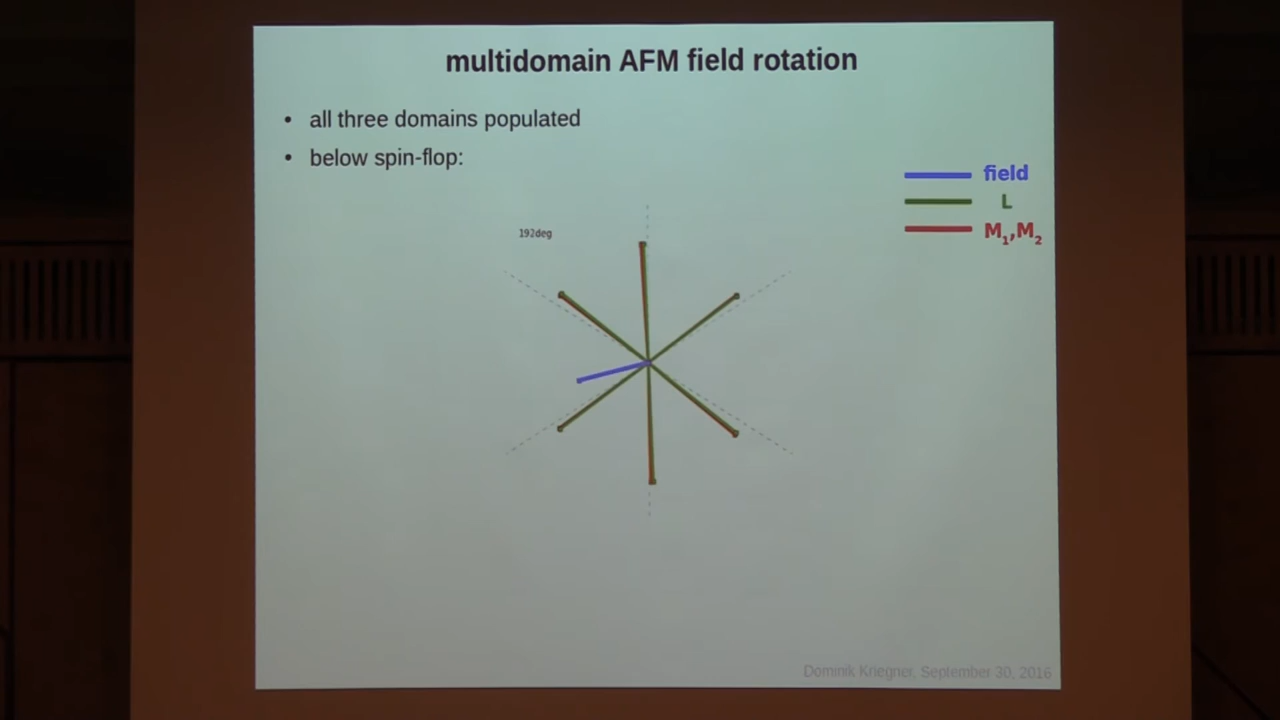 multidomain AFM field rotation
• all three domains populated
• below spin-flop:
field
L
M1,M2
192deg
Dominik Kriegner, September 30, 2016